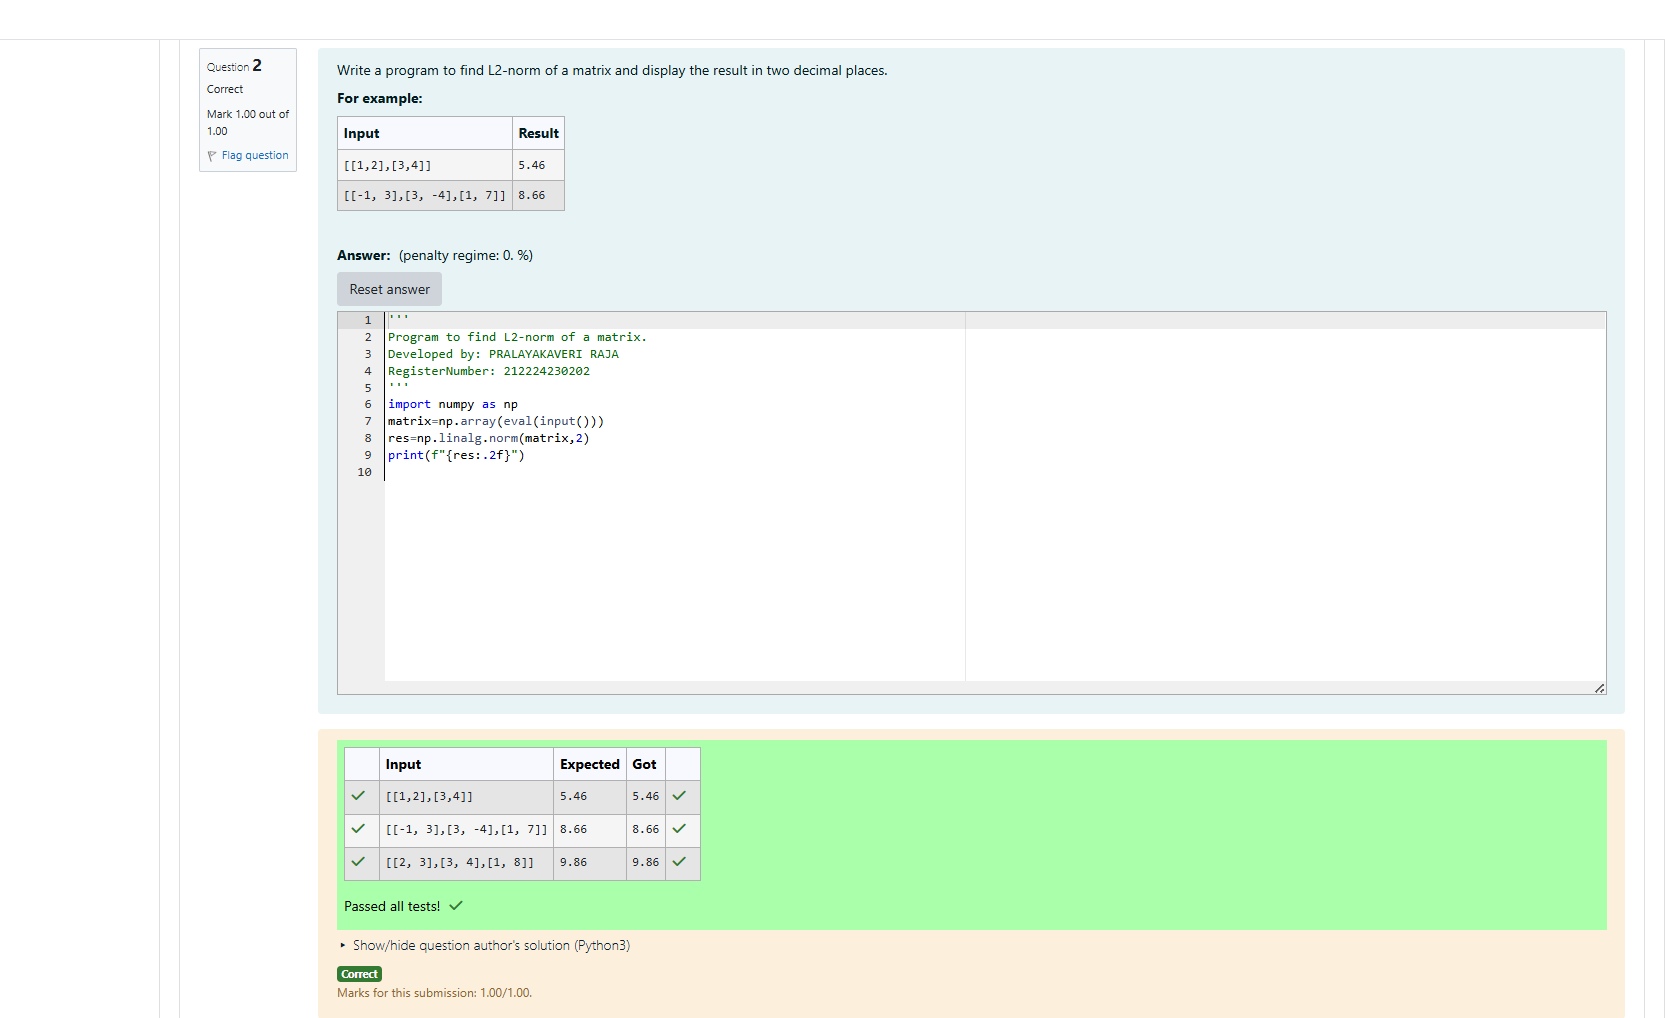 Question 2
Correct
Mark 1.00 out of
1.00
Flag question
Write a program to find L2-norm of a matrix and display the result in two decimal places.
For example:
Input Result
[[1,2],[3,4]] 5.46
[[-1, 3],[3, -4],[1, 7]] 8.66
Answer: (penalty regime: 0. %)
Reset answer
1 '''
2 Program to find L2-norm of a matrix.
3 Developed by: PRALAYAKAVERI RAJA
4 RegisterNumber: 212224230202
5 '''
6 import numpy as np
7 matrix=np.array(eval(input()))
8 res=np.linalg.norm(matrix,2)
9 print(f"{res:.2f}")
10
Input Expected Got
[[1,2],[3,4]] 5.46 5.46
[[-1, 3],[3, -4],[1, 7]] 8.66 8.66
[[2, 3],[3, 4],[1, 8]] 9.86 9.86
Passed all tests!
Show/hide question author's solution (Python3)
Correct
Marks for this submission: 1.00/1.00.